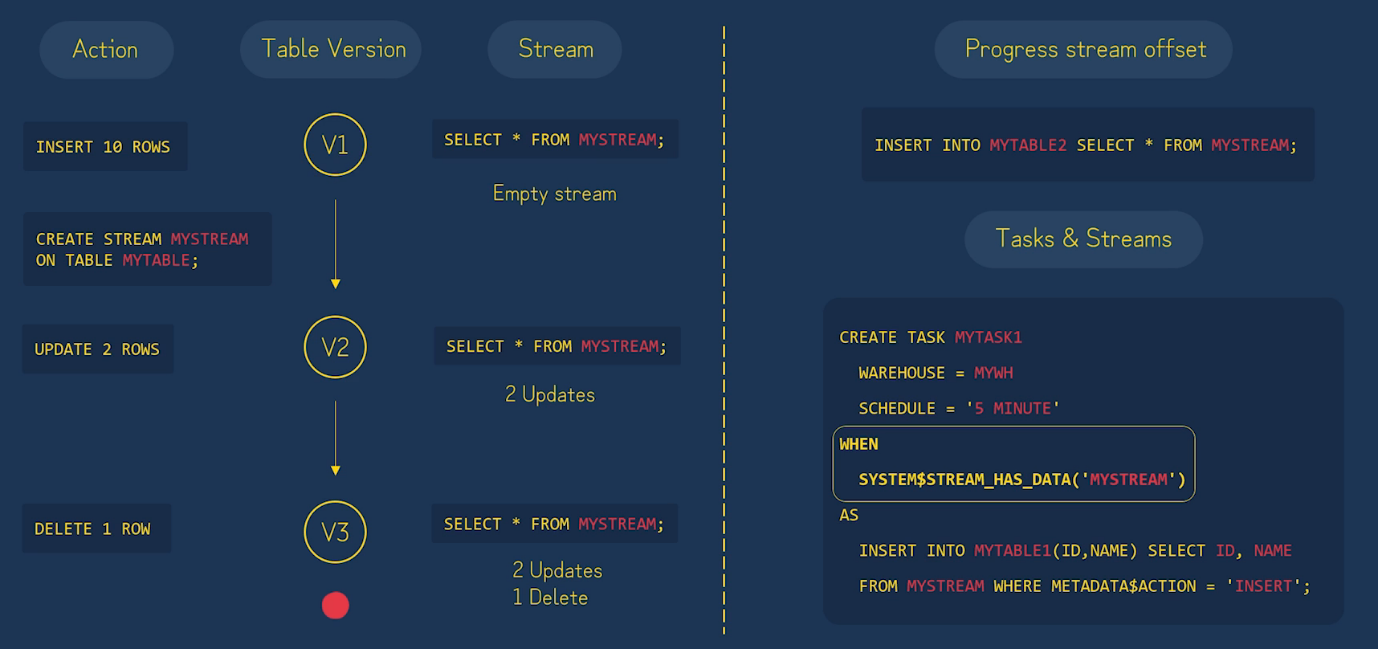 Action
Table Version
Stream
INSERT 10 ROWS
V1
SELECT * FROM MYSTREAM;
Empty stream
CREATE STREAM MYSTREAM
ON TABLE MYTABLE;
UPDATE 2 ROWS
V2
SELECT * FROM MYSTREAM;
2 Updates
DELETE 1 ROW
V3
SELECT * FROM MYSTREAM;
2 Updates
1 Delete
Progress stream offset
INSERT INTO MYTABLE2 SELECT * FROM MYSTREAM;
Tasks & Streams
CREATE TASK MYTASK1
WAREHOUSE = MYWH
SCHEDULE = '5 MINUTE'
WHEN
SYSTEM$STREAM_HAS_DATA('MYSTREAM')
AS
INSERT INTO MYTABLE1(ID,NAME) SELECT ID, NAME
FROM MYSTREAM WHERE METADATA$ACTION = 'INSERT';